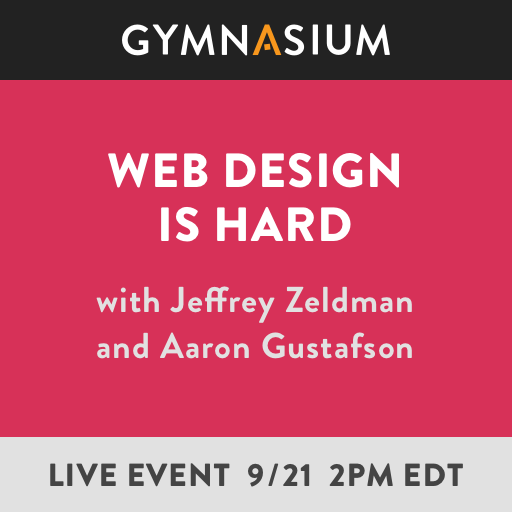 GYMNASIUM
WEB DESIGN
IS HARD
with Jeffrey Zeldman
and Aaron Gustafson
LIVE EVENT 9/21 2PM EDT